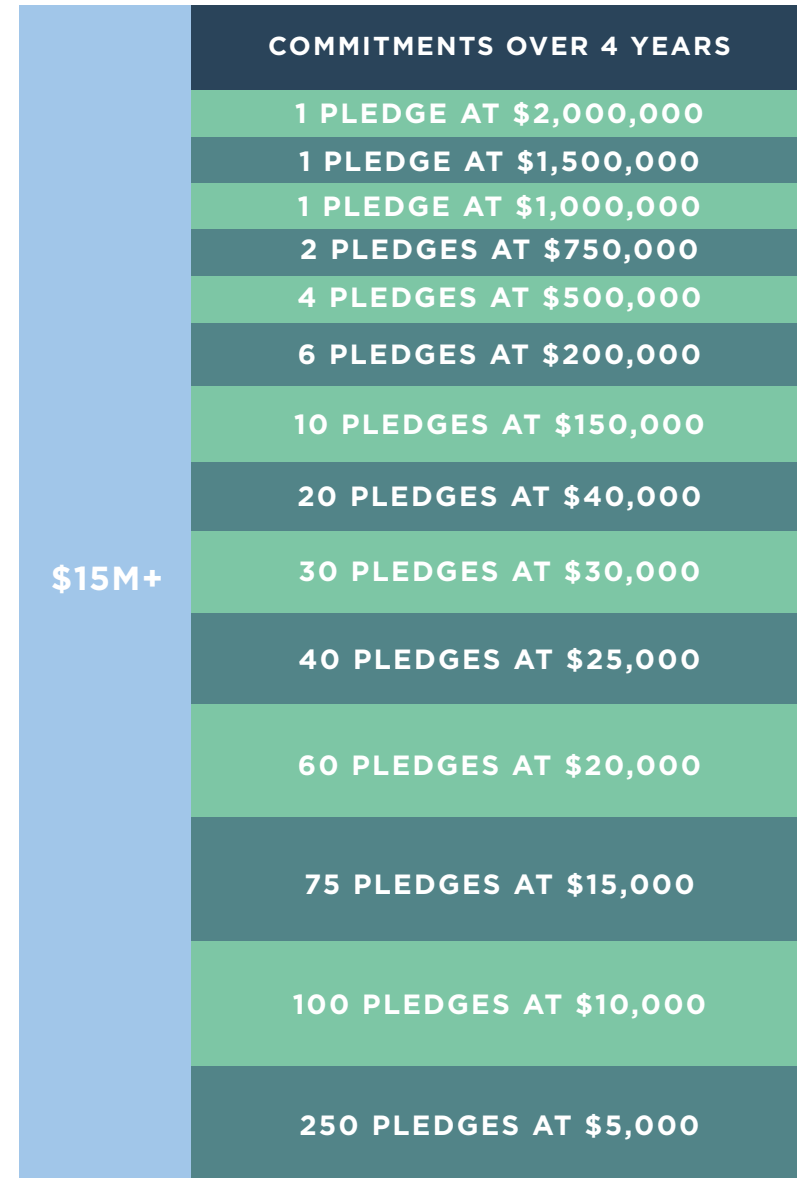 COMMITMENTS OVER 4 YEARS
1 PLEDGE AT $2,000,000
1 PLEDGE AT $1,500,000
1 PLEDGE AT $1,000,000
2 PLEDGES AT $750,000
4 PLEDGES AT $500,000
6 PLEDGES AT $200,000
10 PLEDGES AT $150,000
20 PLEDGES AT $40,000
$15M+
30 PLEDGES AT $30,000
40 PLEDGES AT $25,000
60 PLEDGES AT $20,000
75 PLEDGES AT $15,000
100 PLEDGES AT $10,000
250 PLEDGES AT $5,000